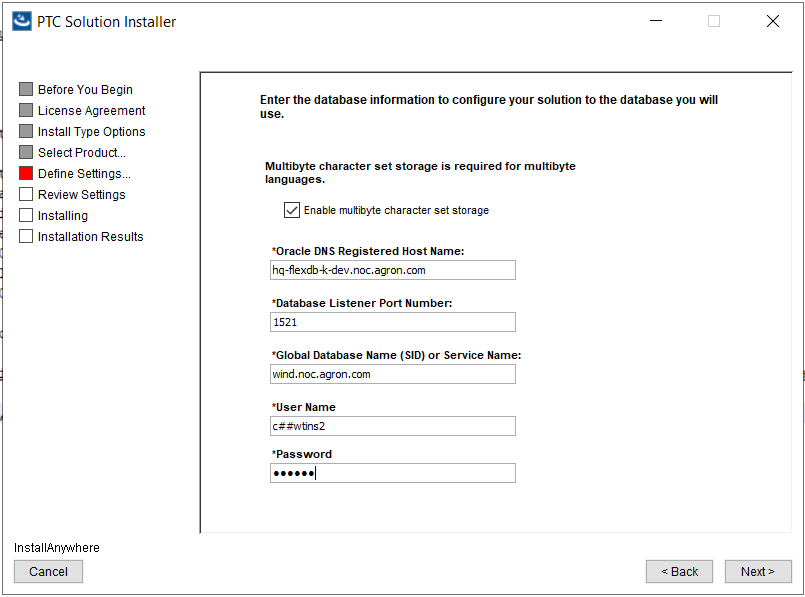 PTC Solution Installer
Before You Begin
License Agreement
Install Type Options
Select Product...
Define Settings...
Review Settings
Installing
Installation Results
Enter the database information to configure your solution to the database you will
use.
Multibyte character set storage is required for multibyte
languages.
Enable multibyte character set storage
*Oracle DNS Registered Host Name:
hq-flexdb-k-dev.noc.agron.com
*Database Listener Port Number:
1521
*Global Database Name (SID) or Service Name:
wind.noc.agron.com
*User Name
c##wtins2
*Password
••••••
InstallAnywhere
Cancel
< Back
Next >